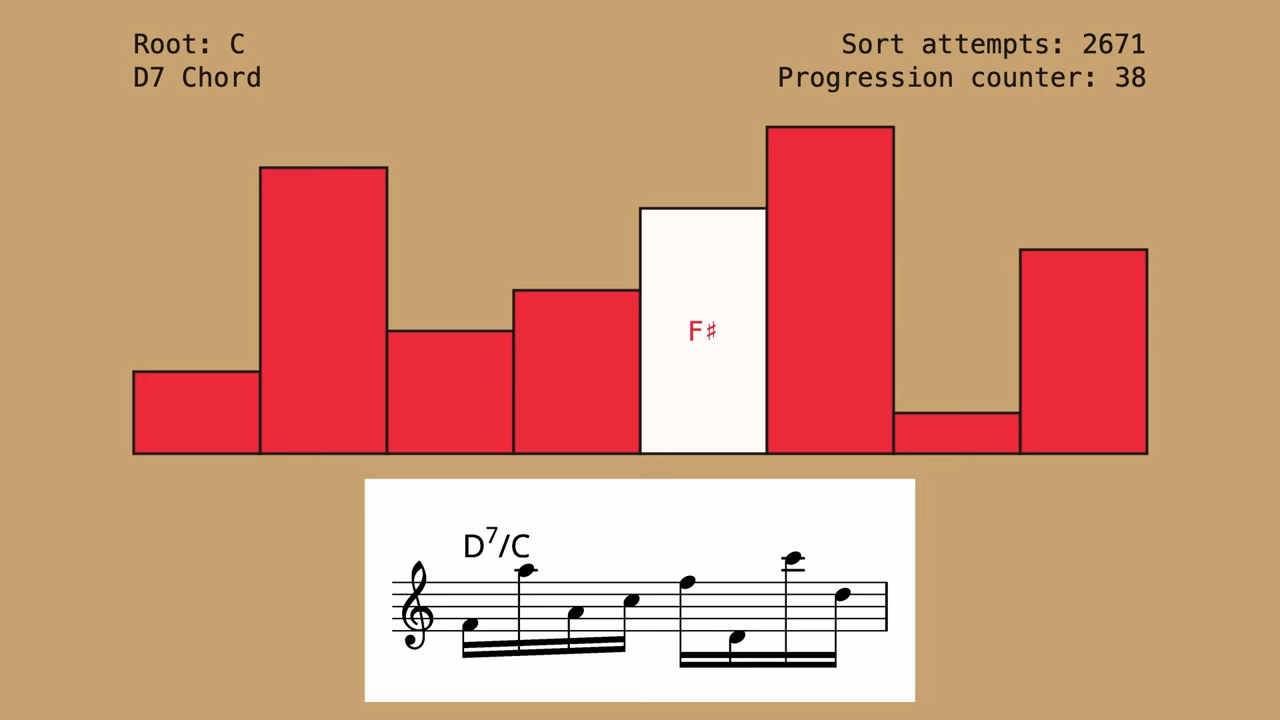 Root: C
D7 Chord
Sort attempts: 2671
Progression counter: 38
F♯
D7/C